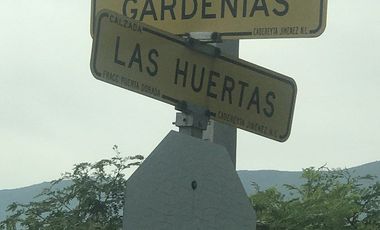 GARDENIAS
CADEREYTA JIMENEZ N.L.
CALZADA
LAS HUERTAS
FRACC PUERTA DORADA
CADEREYTA JIMENEZ N.L.